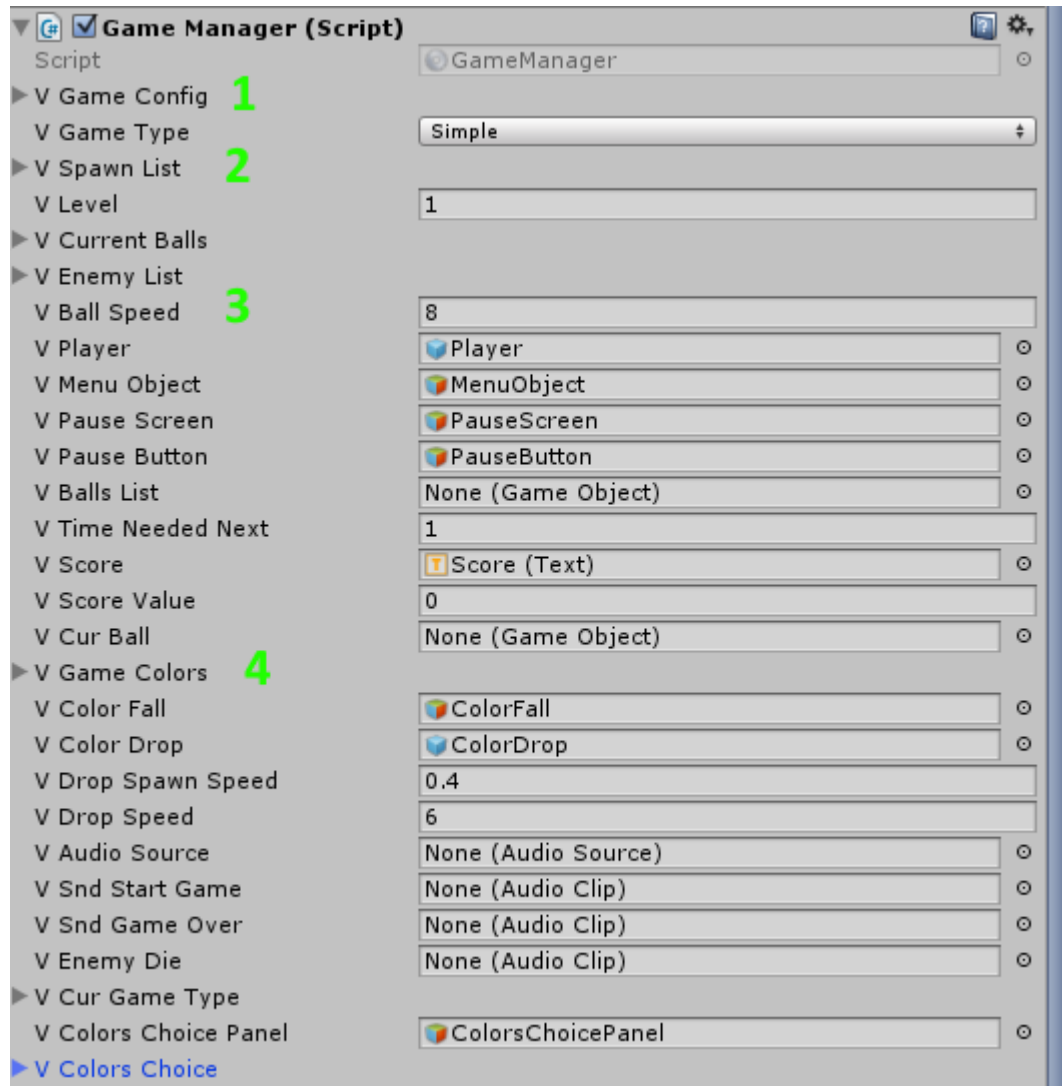 Game Manager (Script)
Script GameManager
V Game Config 1
V Game Type Simple
V Spawn List 2
V Level 1
V Current Balls
V Enemy List
V Ball Speed 3 8
V Player Player
V Menu Object MenuObject
V Pause Screen PauseScreen
V Pause Button PauseButton
V Balls List None (Game Object)
V Time Needed Next 1
V Score Score (Text)
V Score Value 0
V Cur Ball None (Game Object)
V Game Colors 4
V Color Fall ColorFall
V Color Drop ColorDrop
V Drop Spawn Speed 0.4
V Drop Speed 6
V Audio Source None (Audio Source)
V Snd Start Game None (Audio Clip)
V Snd Game Over None (Audio Clip)
V Enemy Die None (Audio Clip)
V Cur Game Type
V Colors Choice Panel ColorsChoicePanel
V Colors Choice